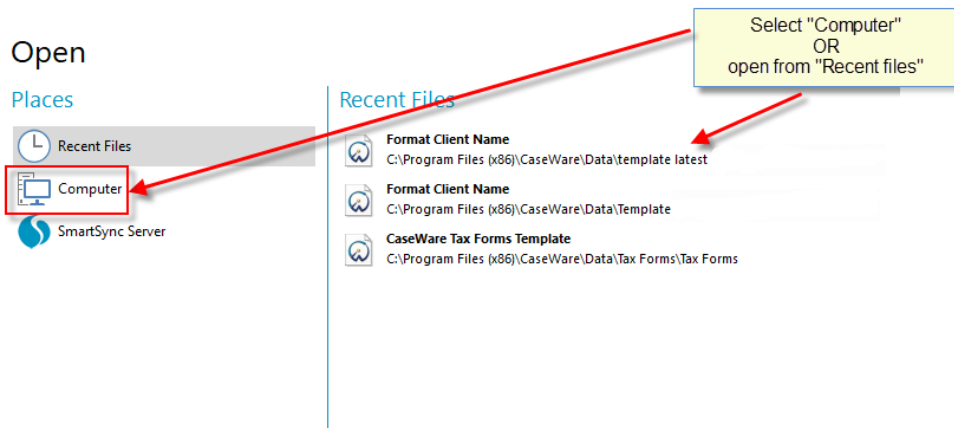 Select "Computer"
OR
open from "Recent files"
Open
Places
Recent Files
Computer
SmartSync Server
Recent Files
Format Client Name
C:\Program Files (x86)\CaseWare\Data\template latest
Format Client Name
C:\Program Files (x86)\CaseWare\Data\Template
CaseWare Tax Forms Template
C:\Program Files (x86)\CaseWare\Data\Tax Forms\Tax Forms